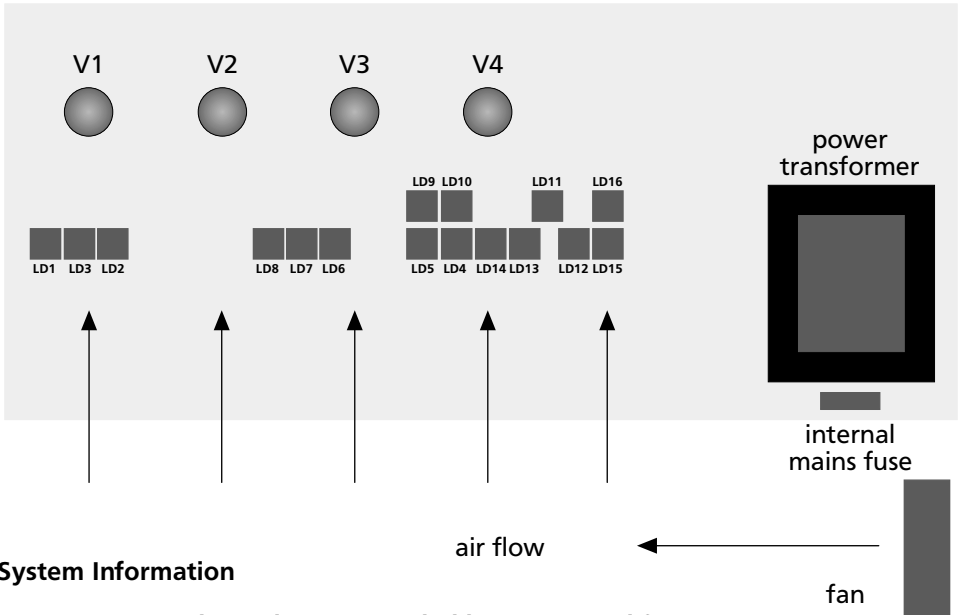 V1 V2 V3 V4
power
transformer
LD9 LD10 LD11 LD16
LD1 LD3 LD2 LD8 LD7 LD6 LD5 LD4 LD14 LD13 LD12 LD15
internal
mains fuse
air flow
System Information
fan